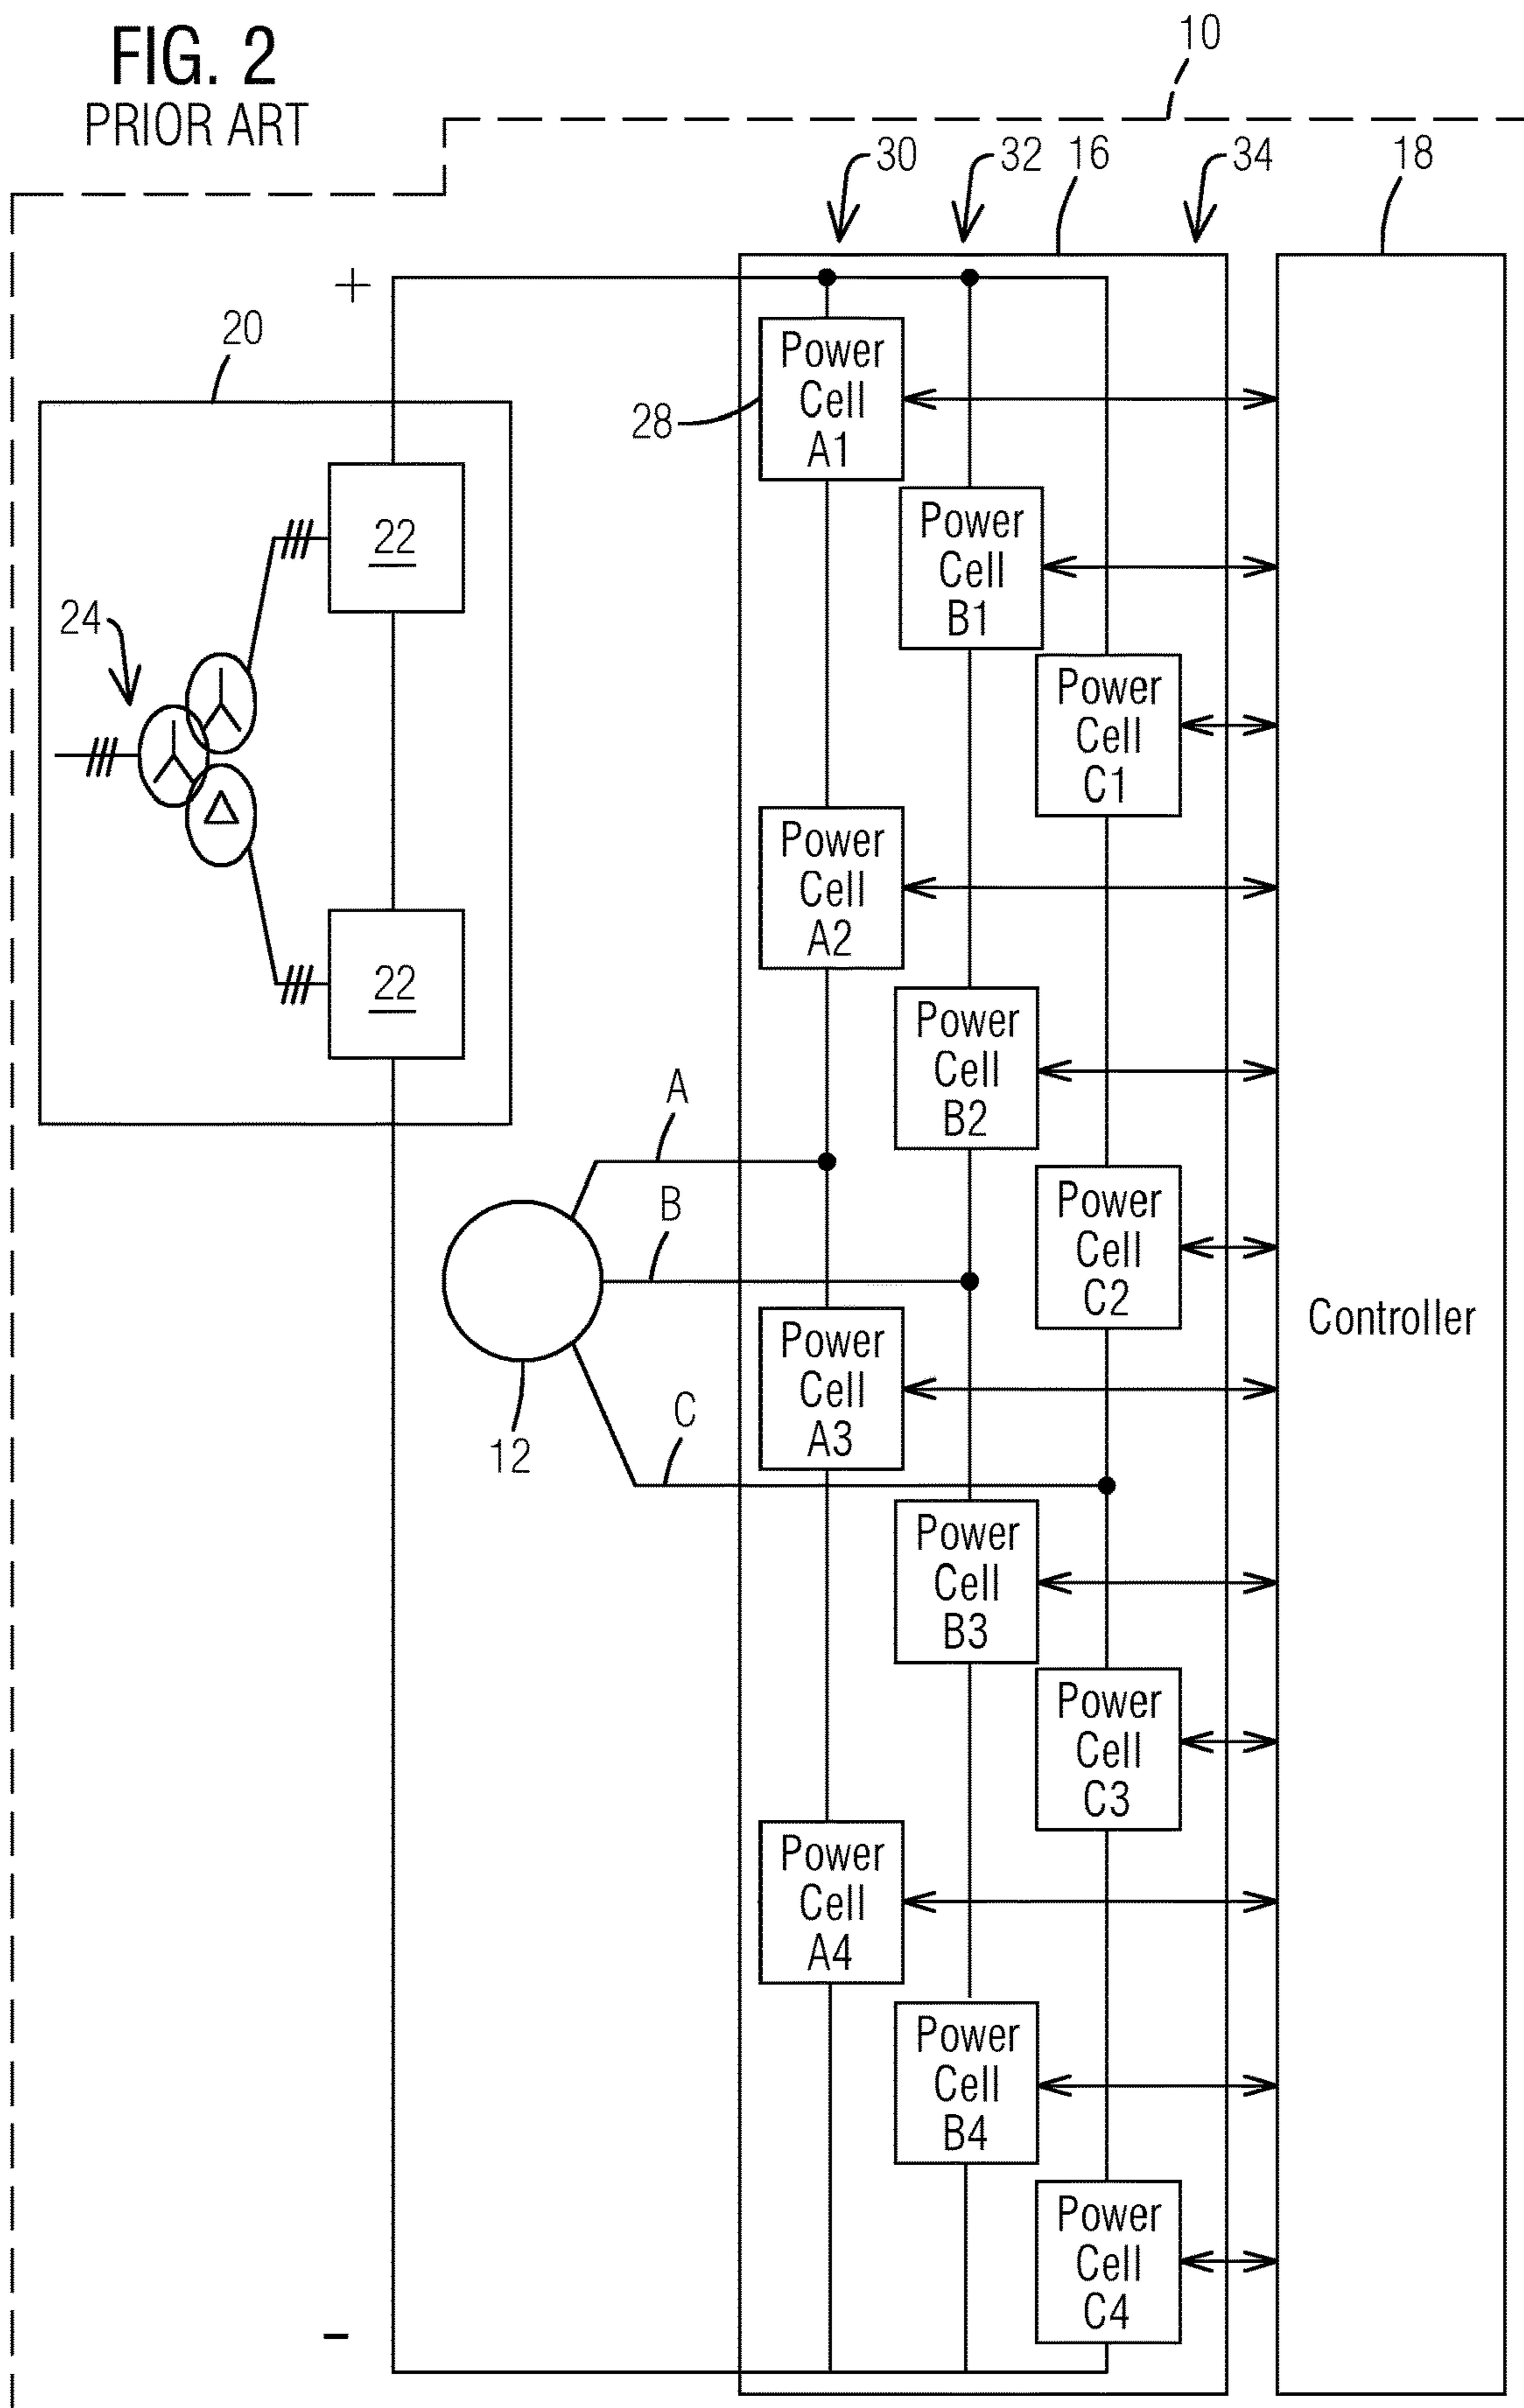 FIG. 2
PRIOR ART
10
30
32
16
34
18
+
20
Power
Cell
A1
28
22
Power
Cell
B1
24
Power
Cell
C1
Power
Cell
A2
22
Power
Cell
B2
A
B
Power
Cell
C2
Controller
Power
Cell
A3
C
12
Power
Cell
B3
Power
Cell
C3
Power
Cell
A4
Power
Cell
B4
Power
Cell
C4
-